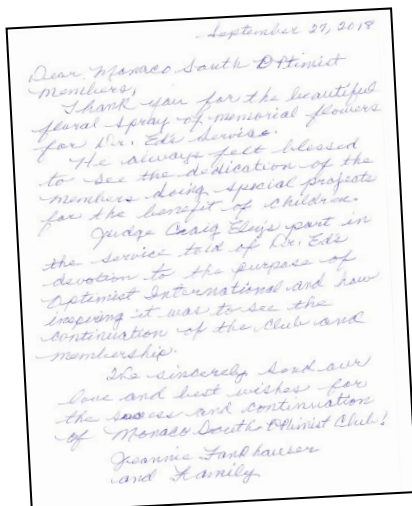 September 27, 2018
Dear Monaco South Optimist
Members,
Thank you for the beautiful
floral spray of memorial flowers
for Dr. Ed's Service.
He always felt blessed
to see the dedication of the
members doing special projects
for the benefit of children.
Judge Craig Eley's part in
the service told of Dr. Ed's
devotion to the purpose of
Optimist International and how
inspiring it was to see the
continuation of the Club and
membership.
We sincerely send our
love and best wishes for
the success and continuation
of Monaco South Optimist Club!
Jeannie Fankhauser
and Family